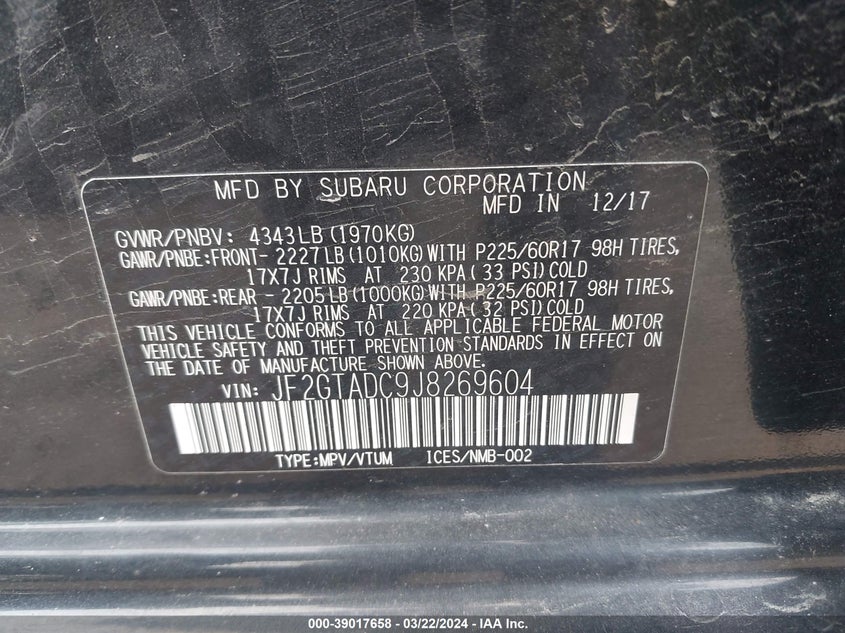 MFD BY SUBARU CORPORATION
MFD IN 12/17
GVWR/PNBV: 4343LB(1970KG)
GAWR/PNBE:FRONT- 2227LB(1010KG)WITH P225/60R17 98H TIRES,
17X7J RIMS AT 230 KPA(33 PSI)COLD
GAWR/PNBE:REAR - 2205LB(1000KG)WITH P225/60R17 98H TIRES,
17X7J RIMS AT 220 KPA(32 PSI)COLD
THIS VEHICLE CONFORMS TO ALL APPLICABLE FEDERAL MOTOR
VEHICLE SAFETY AND THEFT PREVENTION STANDARDS IN EFFECT ON
THE DATE OF MANUFACTURE SHOWN ABOVE.
VIN: JF2GTADC9J8269604
TYPE:MPV/VTUM ICES/NMB-002
000-39017658 - 03/22/2024 - IAA Inc.